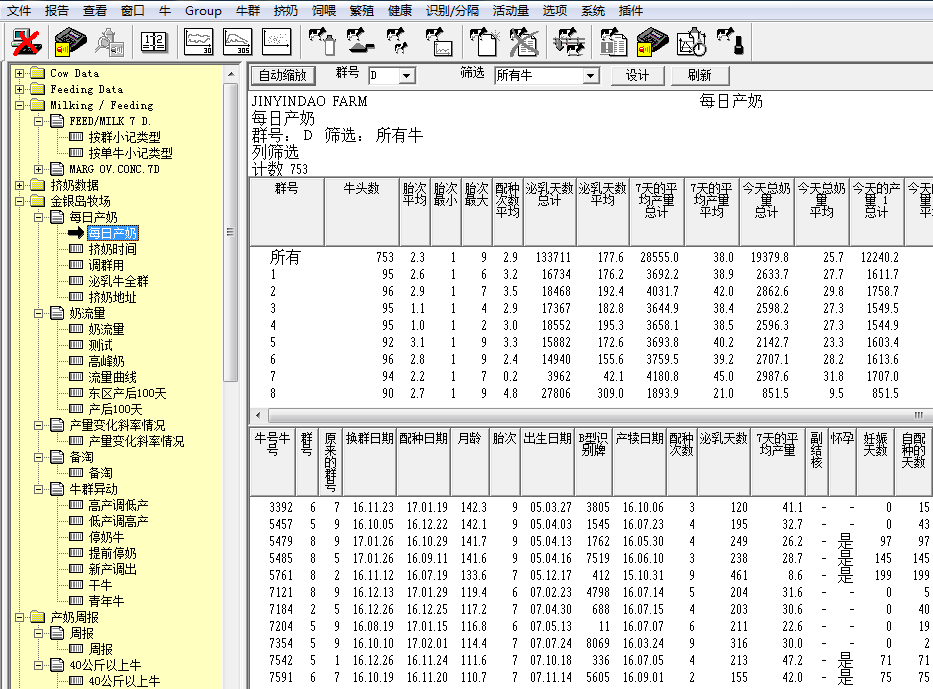 文件 报告 查看 窗口 牛 Group 牛群 挤奶 饲喂 繁殖 健康 识别/分隔 活动量 选项 系统 插件
1 2
30
305
Cow Data
Feeding Data
Milking / Feeding
FEED/MILK 7 D.
按群小记类型
按单牛小记类型
MARG OV.CONC.7D
挤奶数据
金银岛牧场
每日产奶
每日产奶
挤奶时间
调群用
泌乳牛全群
挤奶地址
奶流量
奶流量
测试
高峰奶
流量曲线
东区产后100天
产后100天
产量变化斜率情况
产量变化斜率情况
备淘
备淘
牛群异动
高产调低产
低产调高产
停奶牛
提前停奶
新产调出
干牛
青年牛
产奶周报
周报
周报
40公斤以上牛
40公斤以上牛
自动缩放 群号 D 筛选 所有牛 设计 刷新
JINYINDAO FARM 每日产奶
每日产奶
群号: D 筛选: 所有牛
列筛选
计数 753
群号 牛头数 胎次平均 胎次最小 胎次最大 配种次数平均 泌乳天数总计 泌乳天数平均 7天的平均产量总计 7天的平均产量平均 今天总奶量总计 今天总奶量平均 今天的产量 1总计 今天的量平均
所有 753 2.3 1 9 2.9 133711 177.6 28555.0 38.0 19379.8 25.7 12240.2
1 95 2.6 1 6 3.2 16734 176.2 3692.2 38.9 2633.7 27.7 1611.7
2 96 2.9 1 7 3.5 18468 192.4 4031.7 42.0 2862.6 29.8 1758.7
3 95 1.1 1 4 2.9 17367 182.8 3644.9 38.4 2598.2 27.3 1549.5
4 95 1.0 1 2 3.0 18552 195.3 3658.1 38.5 2596.3 27.3 1544.9
5 92 3.1 1 9 3.3 15882 172.6 3693.8 40.2 2142.7 23.3 1603.4
6 96 2.8 1 9 2.4 14940 155.6 3759.5 39.2 2707.1 28.2 1613.6
7 94 2.2 1 7 0.2 3962 42.1 4180.8 45.0 2987.6 31.8 1707.0
8 90 2.7 1 9 4.8 27806 309.0 1893.9 21.0 851.5 9.5 851.5
牛号牛号 群号 原来的群号 换群日期 配种日期 月龄 胎次 出生日期 B型识别牌 产犊日期 配种次数 泌乳天数 7天的平均产量 副结核 怀孕 妊娠天数 自配种的天数
3392 6 7 16.11.23 17.01.19 142.3 9 05.03.27 3805 16.10.06 3 120 41.1 - - 0 15
5457 5 9 16.10.05 16.12.22 142.1 9 05.04.03 1545 16.07.23 4 195 32.7 - - 0 43
5479 8 9 17.01.26 16.10.29 141.7 9 05.04.13 1762 16.05.30 4 249 26.2 - 是 97 97
5485 8 5 17.01.26 16.09.11 141.6 9 05.04.16 7519 16.06.10 3 238 28.7 - 是 145 145
5761 8 2 16.11.12 16.07.19 133.6 7 05.12.17 412 15.10.31 9 461 8.6 - 是 199 199
7121 8 9 16.12.13 17.01.29 119.4 6 07.02.23 4798 16.07.14 5 204 31.6 - - 0 5
7184 2 5 16.12.26 16.12.25 117.2 7 07.04.30 688 16.07.15 4 203 30.6 - - 0 40
7204 5 9 16.08.19 17.01.15 116.8 6 07.05.13 11 16.07.07 6 211 22.6 - - 0 19
7354 5 9 16.10.10 17.02.01 114.4 7 07.07.24 8069 16.03.24 9 316 30.0 - - 0 2
7542 5 1 16.12.26 16.11.24 111.6 7 07.10.18 336 16.07.05 4 213 47.2 - 是 71 71
7591 6 7 16.10.19 16.11.20 110.7 7 07.11.14 5605 16.09.01 2 155 42.0 - 是 75 75